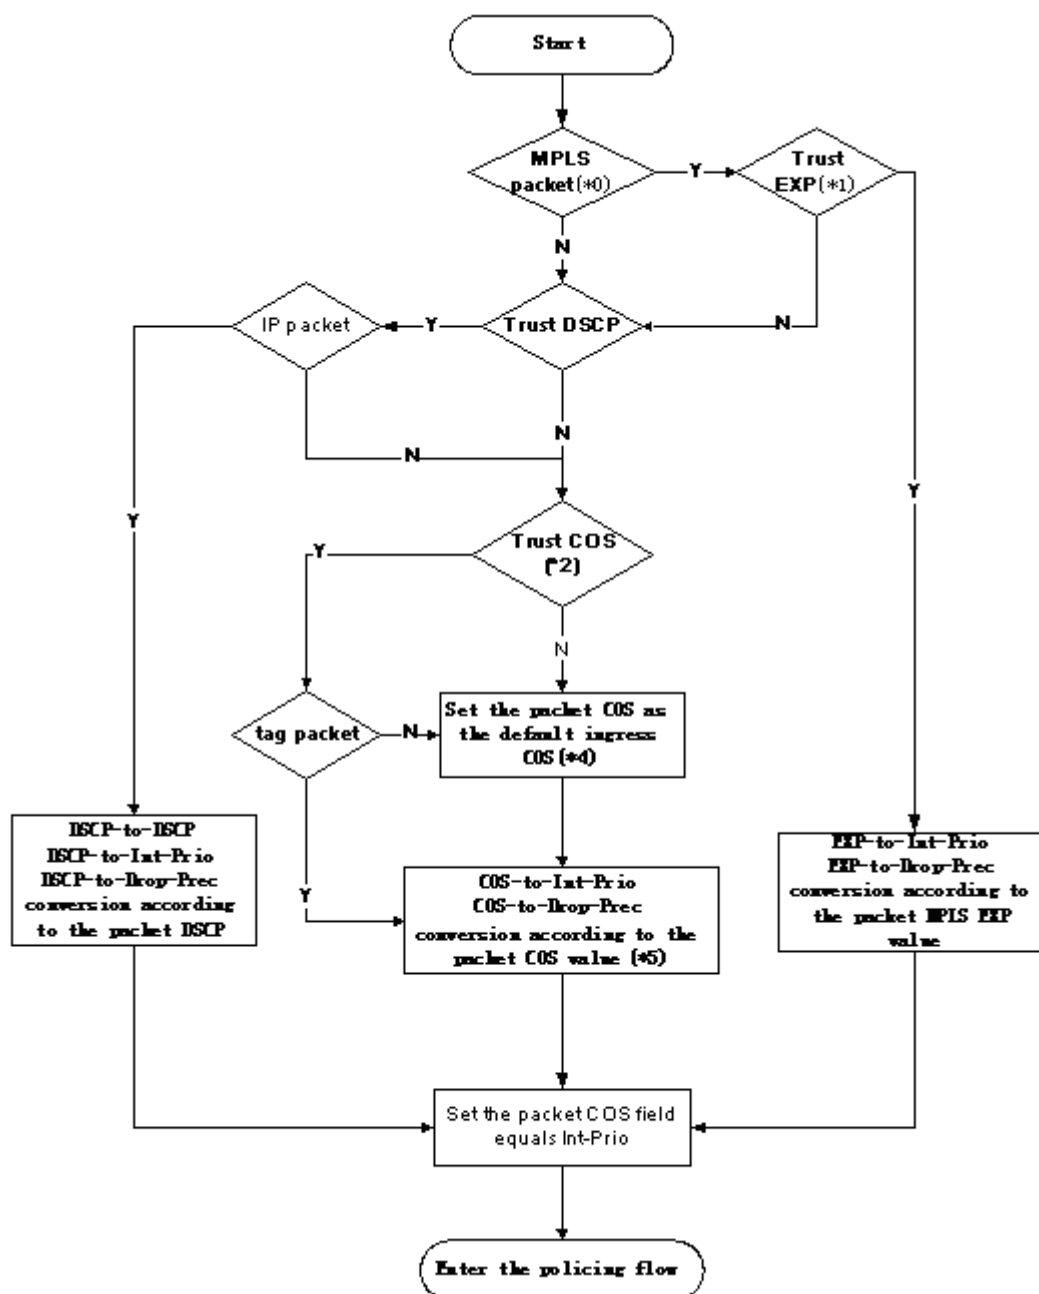 Start
MPLS
packet(*0)
Y
Trust
EXP(*1)
N
IP packet
Y
Trust DSCP
N
N
N
Y
Y
Trust COS
(*2)
Y
N
tag packet
N
Set the packet COS as
the default ingress
COS(*4)
DSCP-to-DSCP
DSCP-to-Int-Prio
DSCP-to-Drop-Prec
conversion according
to the packet DSCP
Y
COS-to-Int-Prio
COS-to-Drop-Prec
conversion according to the
packet COS value (*5)
EXP-to-Int-Prio
EXP-to-Drop-Prec
conversion according to
the packet MPLS EXP
value
Set the packet COS field
equals Int-Prio
Enter the policing flow